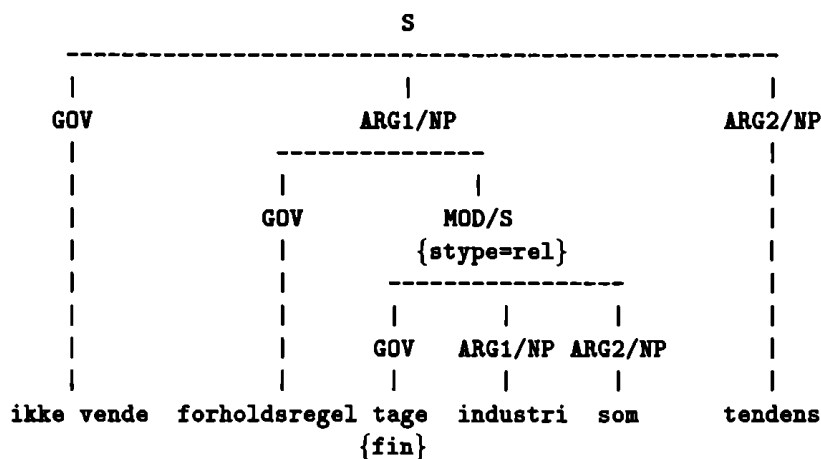 S
GOV ARG1/NP ARG2/NP
GOV MOD/S
{stype=rel}
GOV ARG1/NP ARG2/NP
ikke vende forholdsregel tage industri som tendens
{fin}